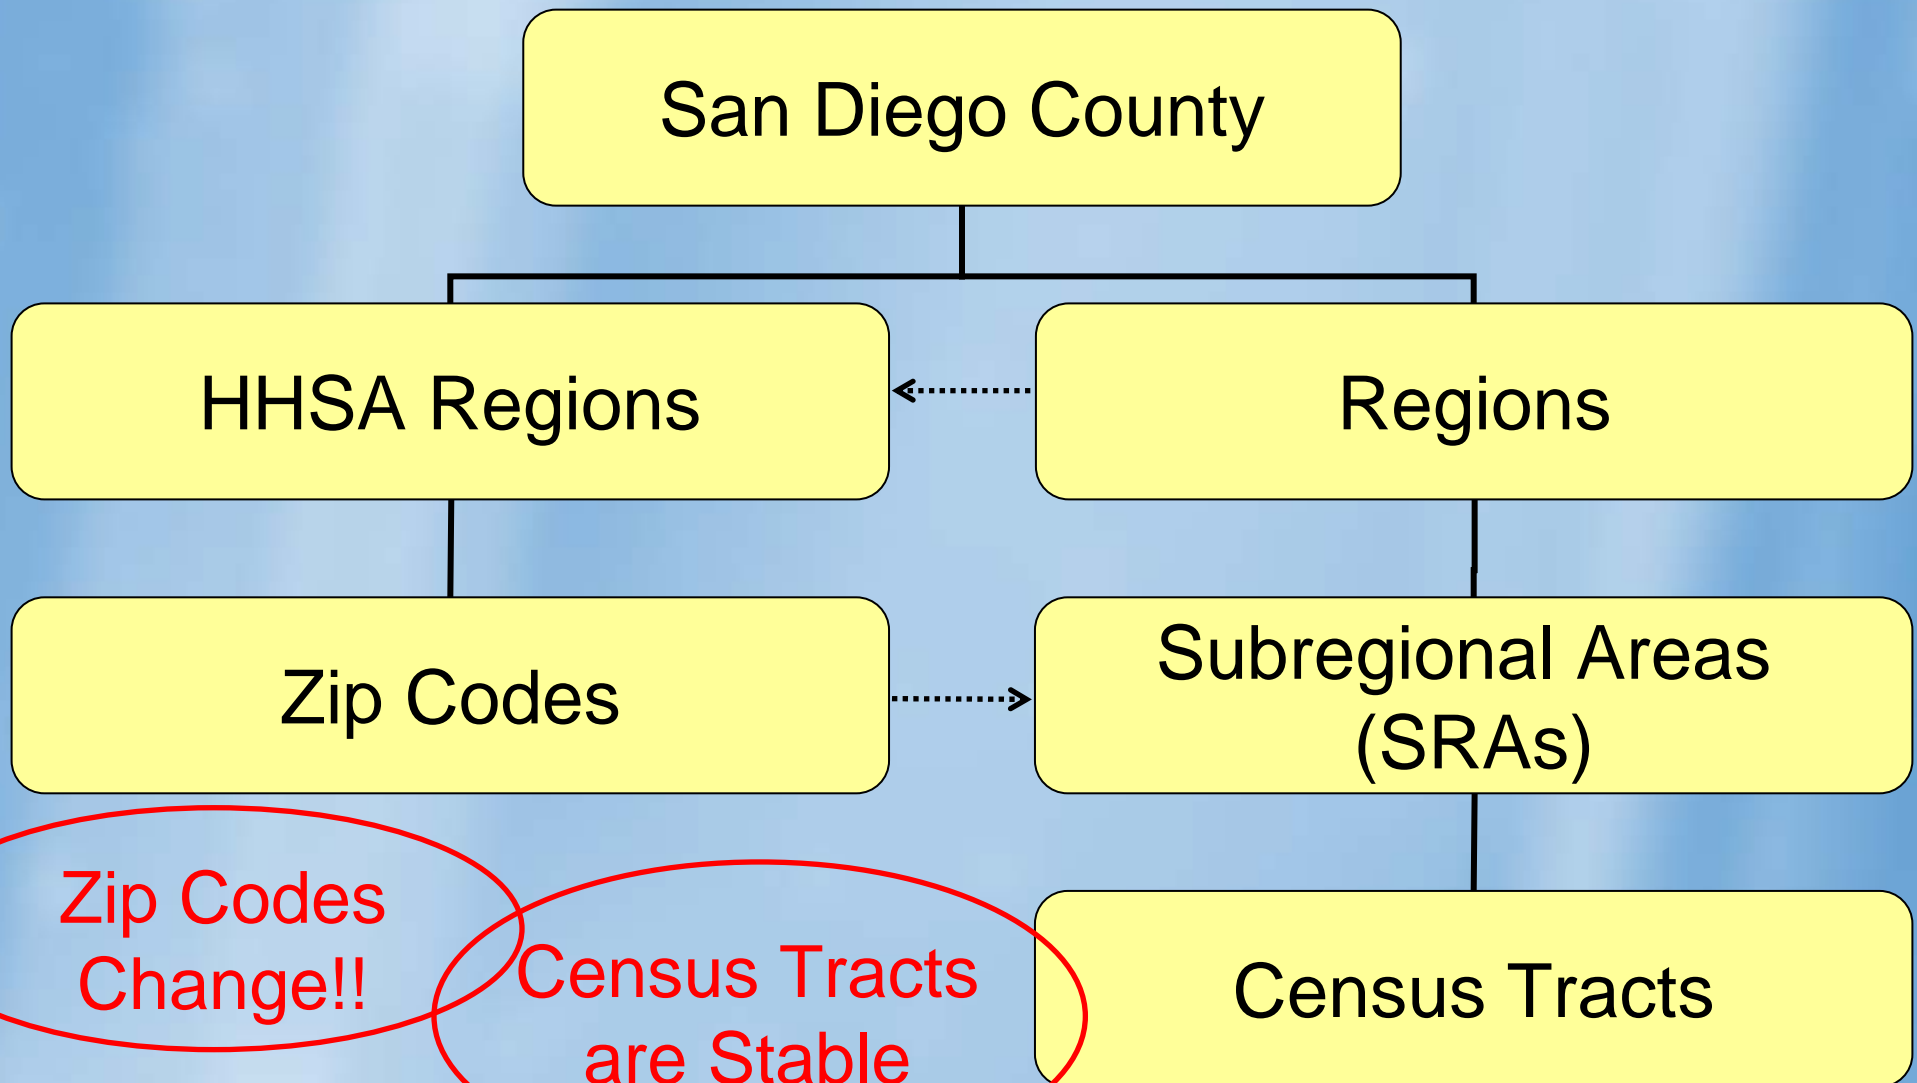 San Diego County
HHSA Regions
Regions
Zip Codes
Subregional Areas
(SRAs)
Zip Codes
Change!!
Census Tracts
are Stable
Census Tracts